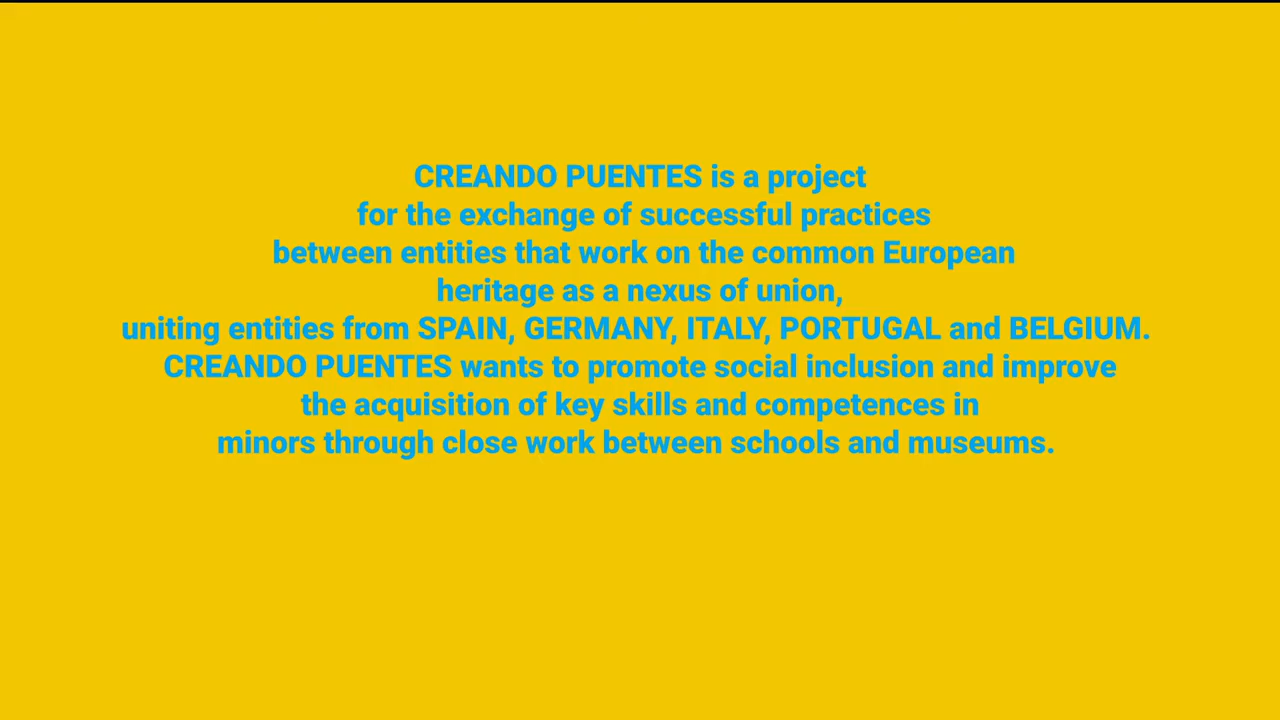 CREANDO PUENTES is a project
for the exchange of successful practices
between entities that work on the common European
heritage as a nexus of union,
uniting entities from SPAIN, GERMANY, ITALY, PORTUGAL and BELGIUM.
CREANDO PUENTES wants to promote social inclusion and improve
the acquisition of key skills and competences in
minors through close work between schools and museums.